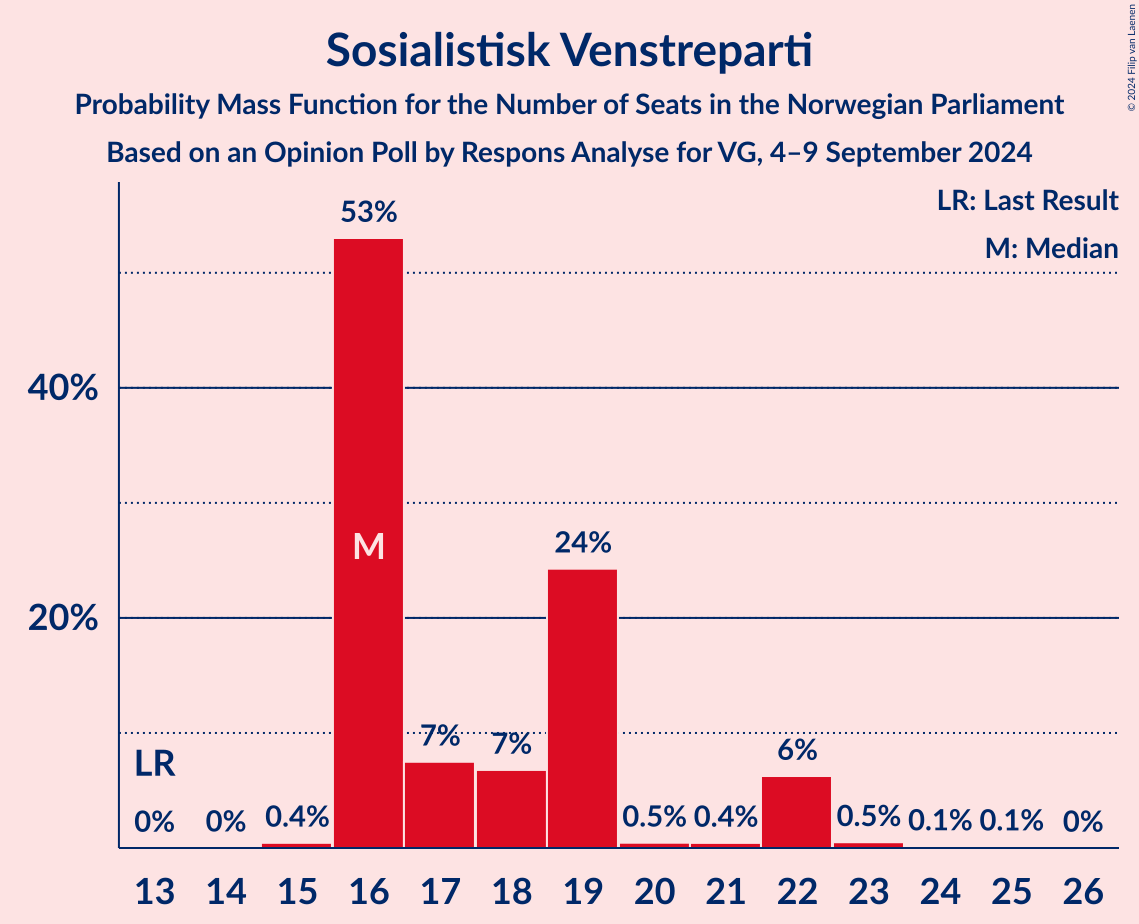 Sosialistisk Venstreparti
Probability Mass Function for the Number of Seats in the Norwegian Parliament
Based on an Opinion Poll by Respons Analyse for VG, 4–9 September 2024
© 2024 Filip van Laenen
LR: Last Result
M: Median
53%
40%
M
24%
20%
7%
7%
6%
LR
0%
0%
0.4%
0.5%
0.4%
0.5%
0.1%
0.1%
0%
13 14 15 16 17 18 19 20 21 22 23 24 25 26